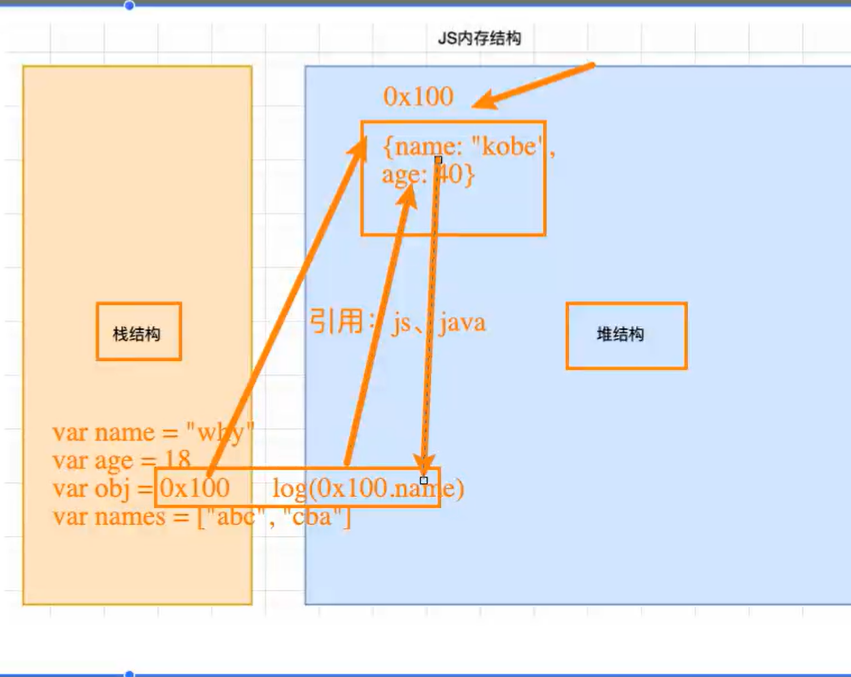 JS内存结构
0x100
{name: "kobe",
age: 40}
引用：js、java
栈结构
堆结构
var name = "why"
var age = 18
var obj = 0x100 log(0x100.name)
var names = ["abc", "cba"]